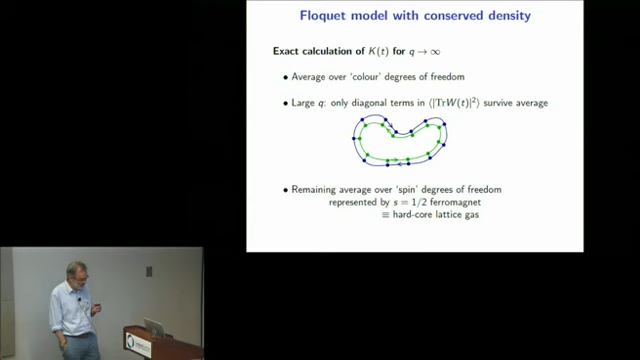 Floquet model with conserved density
Exact calculation of K(t) for q → ∞
• Average over ‘colour’ degrees of freedom
• Large q: only diagonal terms in ⟨|TrW(t)|²⟩ survive average
• Remaining average over ‘spin’ degrees of freedom
represented by s = 1/2 ferromagnet
≡ hard-core lattice gas